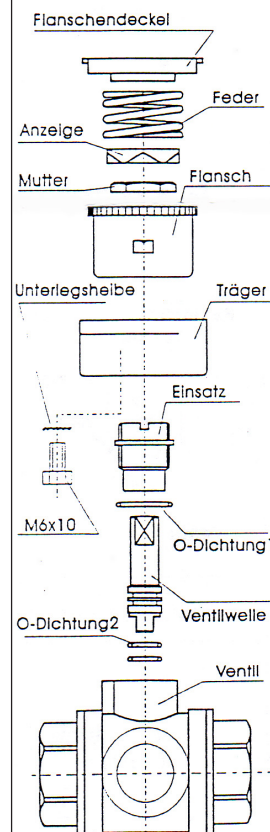 Flanschendeckel
Feder
Anzeige
Mutter
Flansch
Unterlegsheibe
Träger
Einsatz
M6x10
O-Dichtung1
Ventilwelle
O-Dichtung2
Ventil